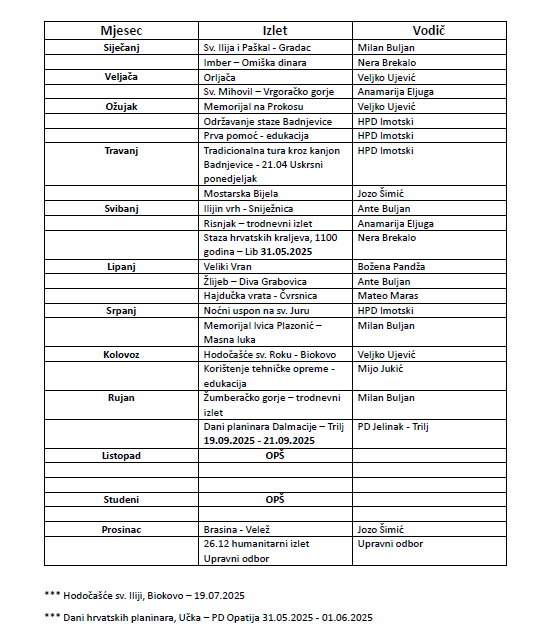 Mjesec Izlet Vodič
Siječanj Sv. Ilija i Paškal - Gradac Milan Buljan
Imber – Omiška dinara Nera Brekalo
Veljača Orljača Veljko Ujević
Sv. Mihovil – Vrgoračko gorje Anamarija Eljuga
Ožujak Memorijal na Prokosu Veljko Ujević
Održavanje staze Badnjevice HPD Imotski
Prva pomoć - edukacija HPD Imotski
Travanj Tradicionalna tura kroz kanjon HPD Imotski
Badnjevice - 21.04 Uskrsni
ponedjeljak
Mostarska Bijela Jozo Šimić
Svibanj Ilijin vrh - Sniježnica Ante Buljan
Risnjak – trodnevni izlet Anamarija Eljuga
Staza hrvatskih kraljeva, 1100 Nera Brekalo
godina – Lib 31.05.2025
Lipanj Veliki Vran Božena Pandža
Žlijeb – Diva Grabovica Ante Buljan
Hajdučka vrata - Čvrsnica Mateo Maras
Srpanj Noćni uspon na sv. Juru HPD Imotski
Memorijal Ivica Plazonić – Milan Buljan
Masna luka
Kolovoz Hodočašće sv. Roku - Biokovo Veljko Ujević
Korištenje tehničke opreme - Mijo Jukić
edukacija
Rujan Žumberačko gorje – trodnevni Milan Buljan
izlet
Dani planinara Dalmacije – Trilj PD Jelinak - Trilj
19.09.2025 - 21.09.2025
Listopad OPŠ
Studeni OPŠ
Prosinac Brasina - Velež Jozo Šimić
26.12 humanitarni izlet Upravni odbor
Upravni odbor
*** Hodočašće sv. Iliji, Biokovo – 19.07.2025
*** Dani hrvatskih planinara, Učka – PD Opatija 31.05.2025 - 01.06.2025